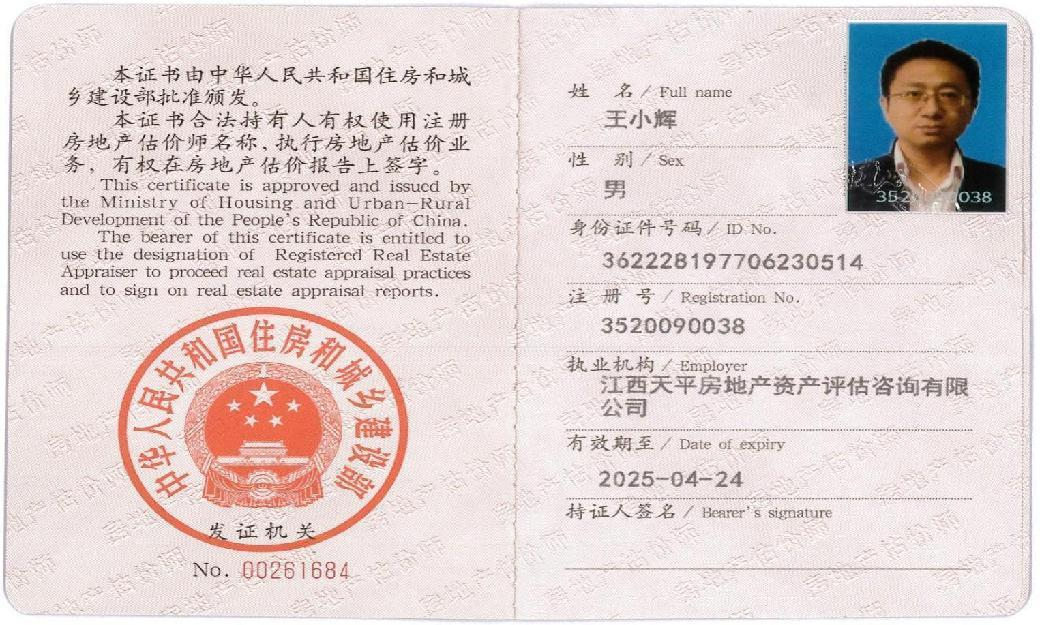 本证书由中华人民共和国住房和城
乡建设部批准颁发。
本证书合法持有人有权使用注册
房地产估价师名称、执行房地产估价业
务，有权在房地产估价报告上签字。
This certificate is approved and issued by
the Ministry of Housing and Urban-Rural
Development of the People's Republic of China.
The bearer of this certificate is entitled to
use the designation of Registered Real Estate
Appraiser to proceed real estate appraisal practices
and to sign on real estate appraisal reports.
中华人民共和国住房和城乡建设部
发证机关
No. 00261684
姓 名 / Full name
王小辉
性 别 / Sex
男
身份证件号码 / ID No.
362228197706230514
注 册 号 / Registration No.
3520090038
执业机构 / Employer
江西天平房地产资产评估咨询有限
公司
有效期至 / Date of expiry
2025-04-24
持证人签名 / Bearer's signature
352 038